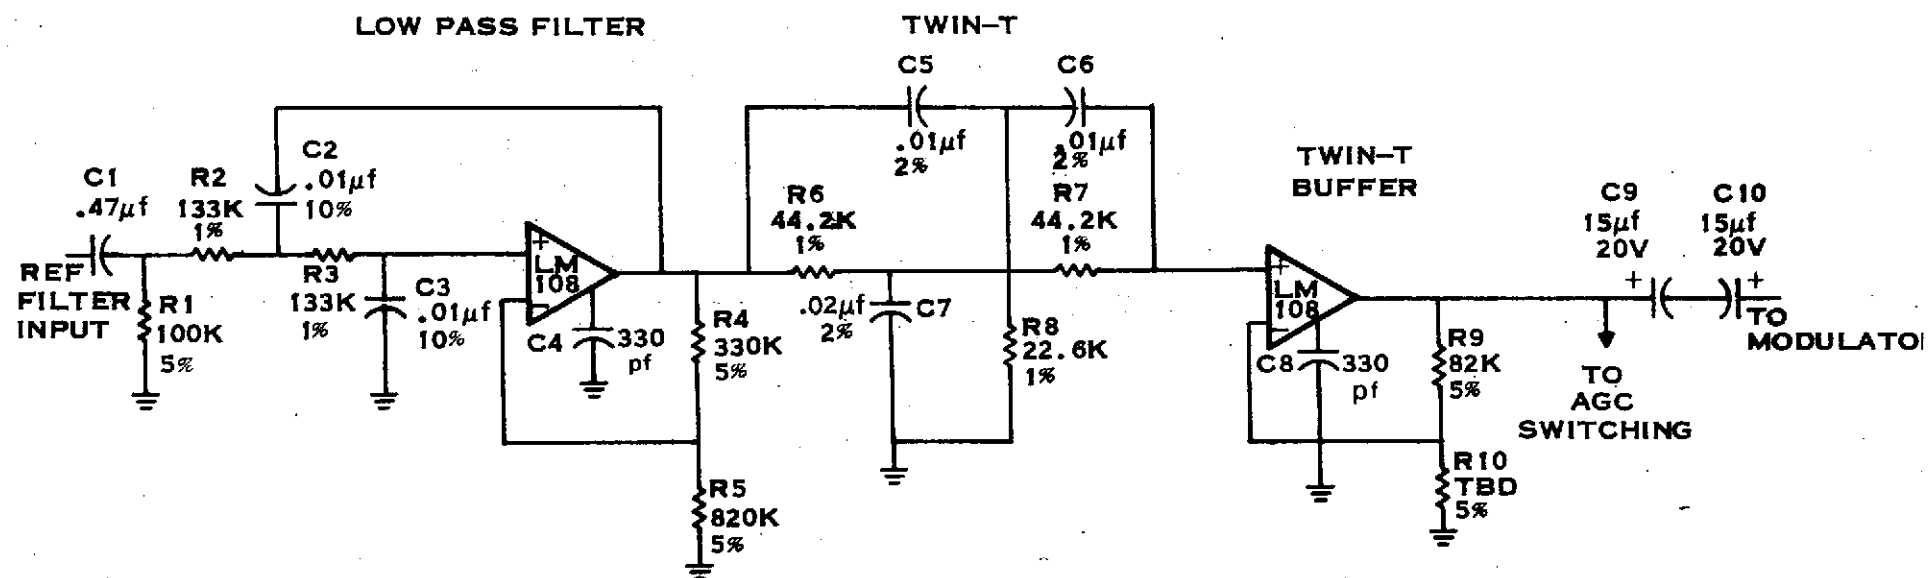 LOW PASS FILTER
TWIN-T
C1
.47µf
REF
FILTER
INPUT
R1
100K
5%
R2
133K
1%
C2
.01µf
10%
R3
133K
1%
C3
.01µf
10%
+
LM
108
−
C4
330
pf
R4
330K
5%
R5
820K
5%
C5
.01µf
2%
C6
.01µf
2%
R6
44.2K
1%
R7
44.2K
1%
.02µf
2%
C7
R8
22.6K
1%
TWIN-T
BUFFER
+
LM
108
−
C8
330
pf
R9
82K
5%
R10
TBD
5%
TO
AGC
SWITCHING
C9
15µf
20V
+
C10
15µf
20V
+
TO
MODULATO